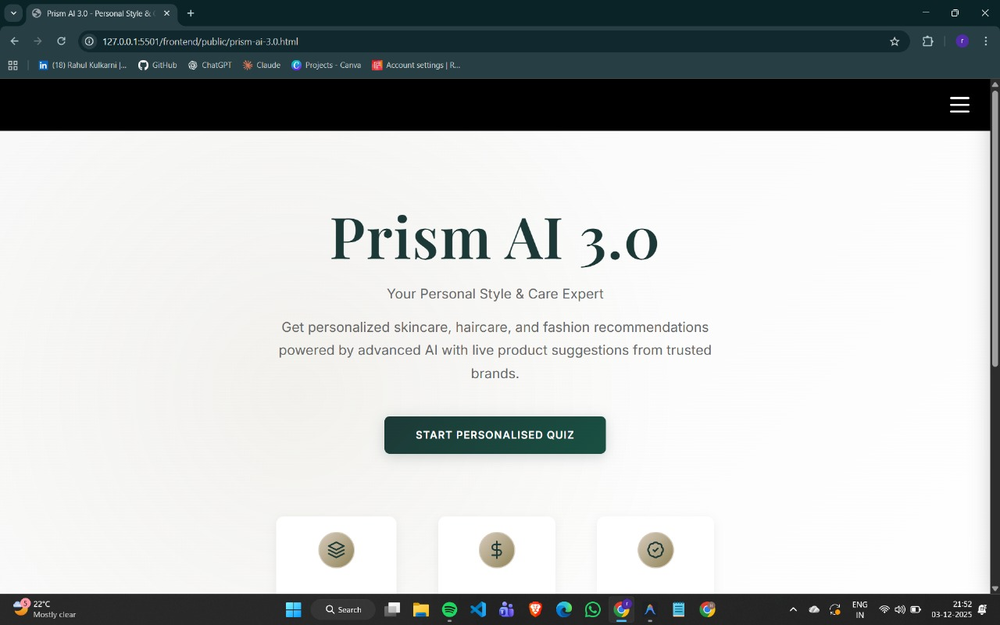 Prism AI 3.0 - Personal Style & C
127.0.0.1:5501/frontend/public/prism-ai-3.0.html
r
(18) Rahul Kulkarni |...
GitHub
ChatGPT
Claude
Projects - Canva
Account settings | R...
Prism AI 3.0
Your Personal Style & Care Expert
Get personalized skincare, haircare, and fashion recommendations
powered by advanced AI with live product suggestions from trusted
brands.
START PERSONALISED QUIZ
5
22°C
Mostly clear
Search
ENG
IN
21:52
03-12-2025